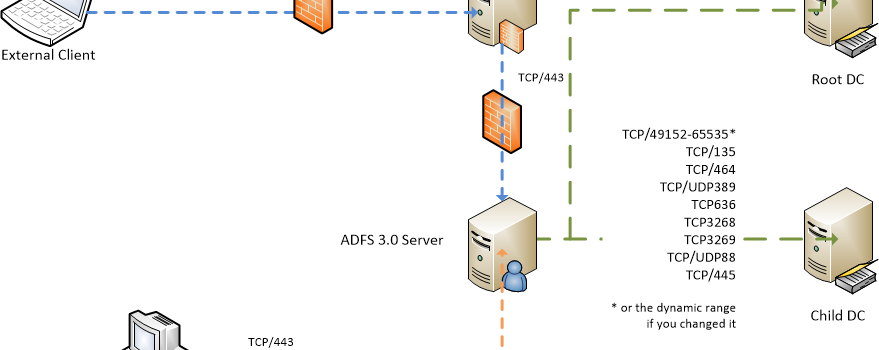 External Client
TCP/443
Root DC
TCP/49152-65535*
TCP/135
TCP/464
TCP/UDP389
TCP636
TCP3268
TCP3269
TCP/UDP88
TCP/445
ADFS 3.0 Server
* or the dynamic range
if you changed it
Child DC
TCP/443